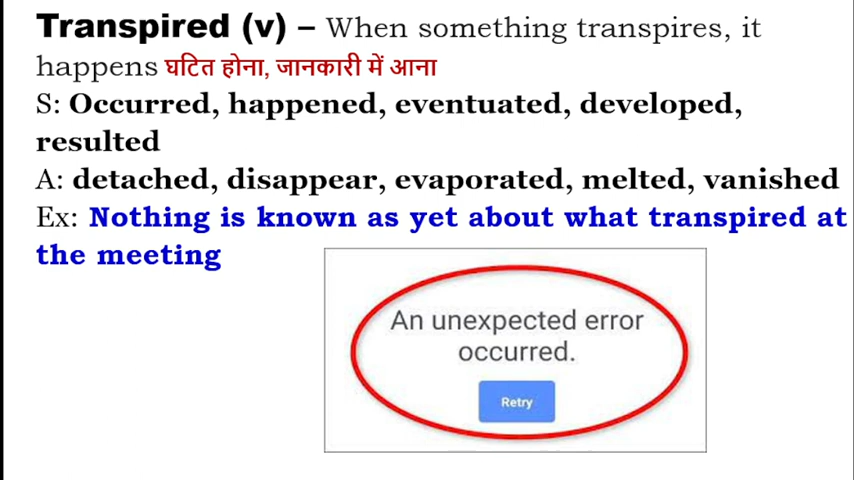 Transpired (v) – When something transpires, it
happens घटित होना, जानकारी में आना
S: Occurred, happened, eventuated, developed,
resulted
A: detached, disappear, evaporated, melted, vanished
Ex: Nothing is known as yet about what transpired at
the meeting
An unexpected error
occurred.
Retry